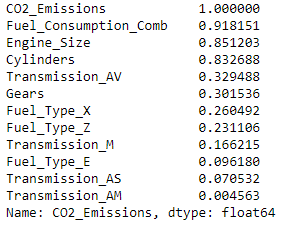 CO2_Emissions 1.000000
Fuel_Consumption_Comb 0.918151
Engine_Size 0.851203
Cylinders 0.832688
Transmission_AV 0.329488
Gears 0.301536
Fuel_Type_X 0.260492
Fuel_Type_Z 0.231106
Transmission_M 0.166215
Fuel_Type_E 0.096180
Transmission_AS 0.070532
Transmission_AM 0.004563
Name: CO2_Emissions, dtype: float64